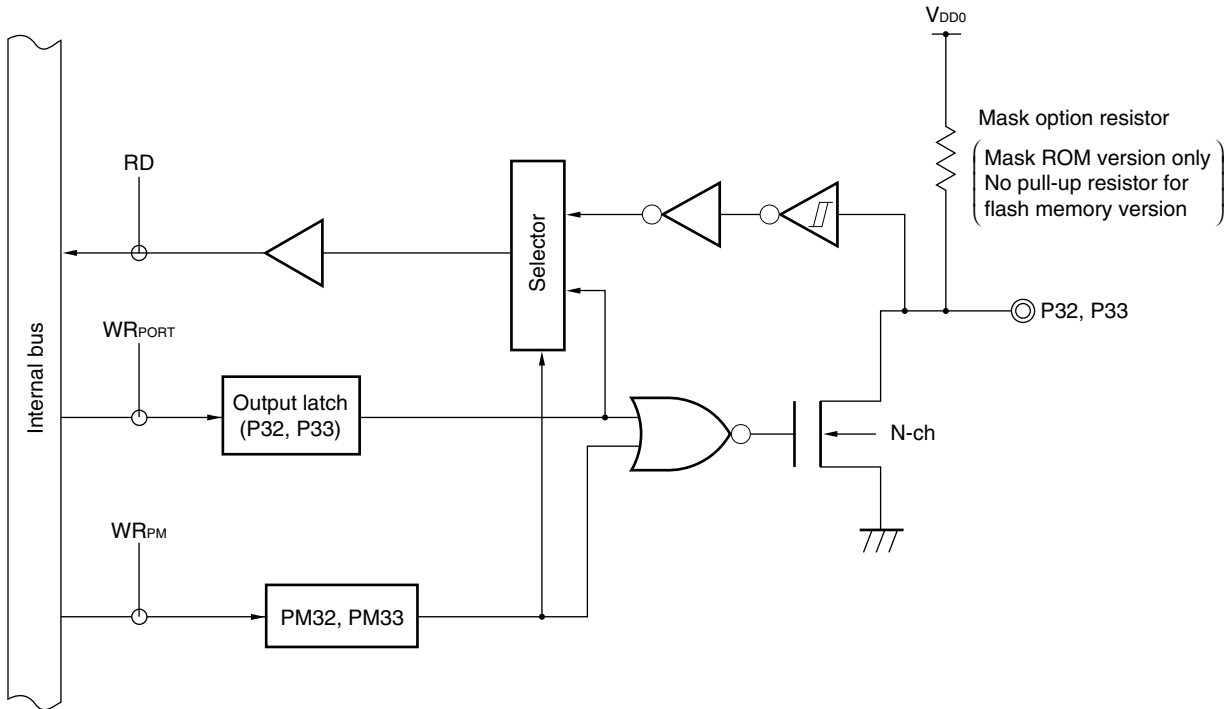 VDD0
Mask option resistor
Mask ROM version only
No pull-up resistor for
flash memory version
RD
Selector
P32, P33
Internal bus
WRPORT
Output latch
(P32, P33)
N-ch
WRPM
PM32, PM33